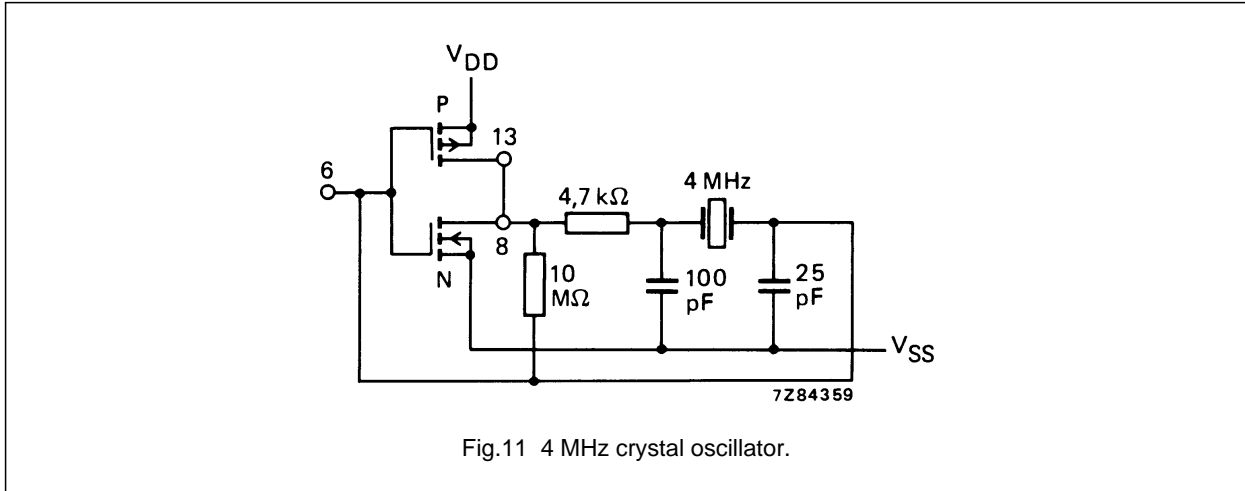 V_DD
P
13
6
4,7 kΩ
4 MHz
8
N
10
MΩ
100
pF
25
pF
V_SS
7Z84359
Fig.11 4 MHz crystal oscillator.